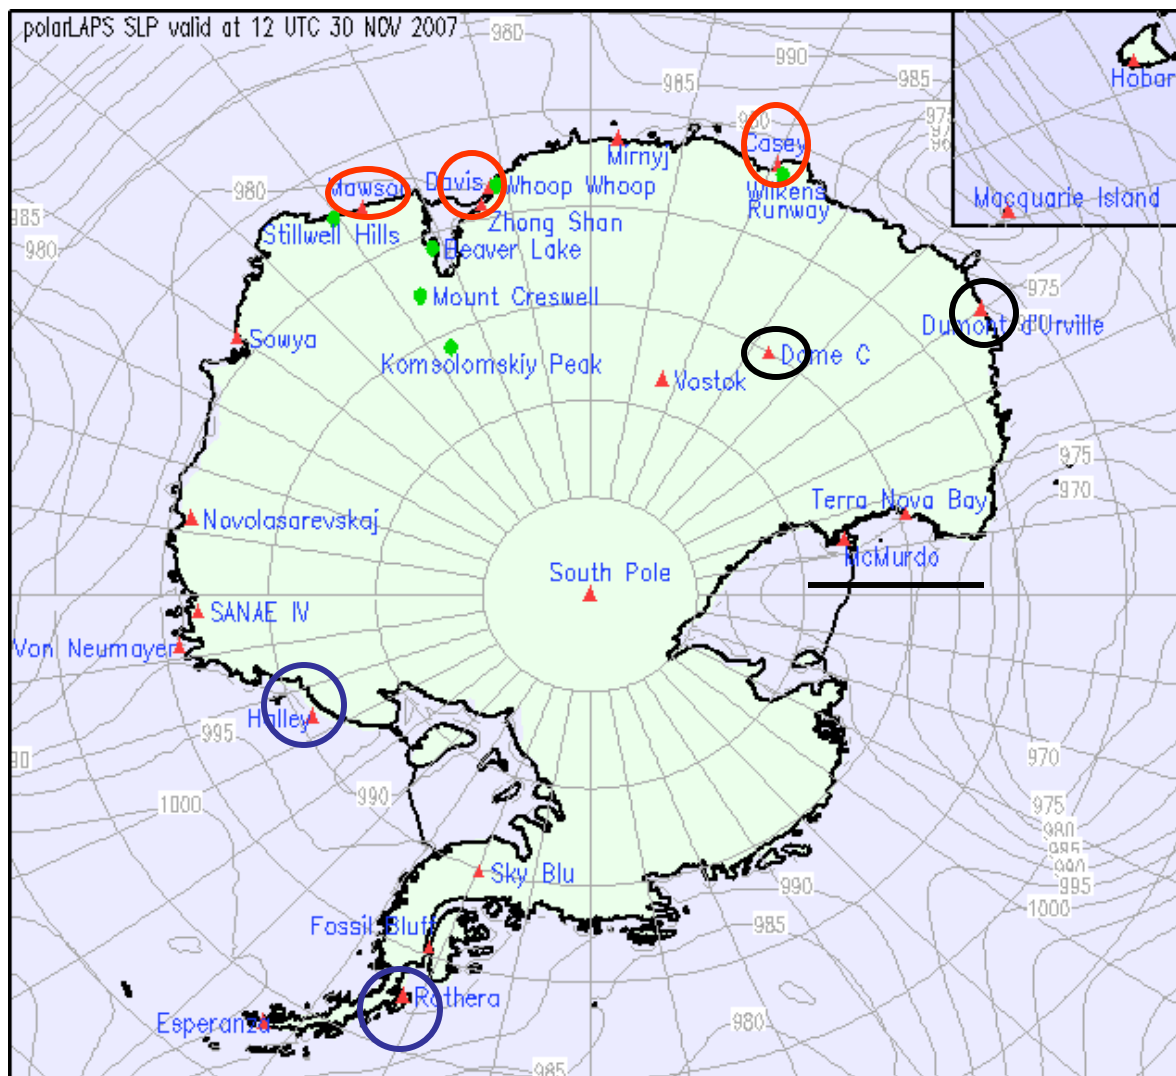 polarLAPS SLP valid at 12 UTC 30 NOV 2007
980
990
985
985
Hobar
980
Casey
Mirnyj
Mawson
Davis
Whoop Whoop
Wilkens
Runway
980
985
980
Stillwell Hills
Zhong Shan
Beaver Lake
Macquarie Island
Mount Creswell
975
Dumont d'Urville
Sowya
Dome C
Komsolomskiy Peak
Vostok
975
970
Terra Nova Bay
Novolasarevskaj
McMurdo
South Pole
SANAE IV
Von Neumayer
Halley
995
990
1000
970
975
980
985
990
995
1000
Sky Blu
990
985
Fossil Bluff
Rothera
Esperanza
980
985